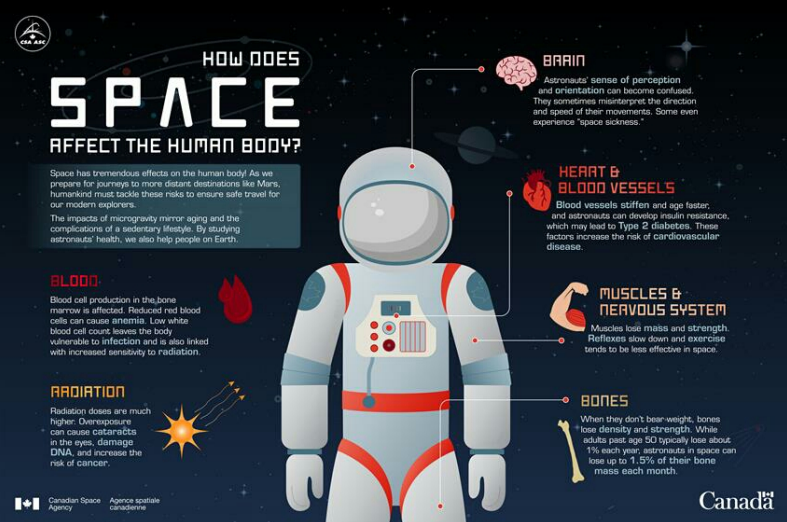 CSA ASC
HOW DOES
SPACE
AFFECT THE HUMAN BODY?
Space has tremendous effects on the human body! As we
prepare for journeys to more distant destinations like Mars,
humankind must tackle these risks to ensure safe travel for
our modern explorers.
The impacts of microgravity mirror aging and the
complications of a sedentary lifestyle. By studying
astronauts' health, we also help people on Earth.
BLOOD
Blood cell production in the bone
marrow is affected. Reduced red blood
cells can cause anemia. Low white
blood cell count leaves the body
vulnerable to infection and is also linked
with increased sensitivity to radiation.
RADIATION
Radiation doses are much
higher. Overexposure
can cause cataracts
in the eyes, damage
DNA, and increase the
risk of cancer.
BRAIN
Astronauts' sense of perception
and orientation can become confused.
They sometimes misinterpret the direction
and speed of their movements. Some even
experience "space sickness."
HEART &
BLOOD VESSELS
Blood vessels stiffen and age faster,
and astronauts can develop insulin resistance,
which may lead to Type 2 diabetes. These
factors increase the risk of cardiovascular
disease.
MUSCLES &
NERVOUS SYSTEM
Muscles lose mass and strength.
Reflexes slow down and exercise
tends to be less effective in space.
BONES
When they don't bear-weight, bones
lose density and strength. While
adults past age 50 typically lose about
1% each year, astronauts in space can
lose up to 1.5% of their bone
mass each month.
Canadian Space
Agency
Agence spatiale
canadienne
Canada